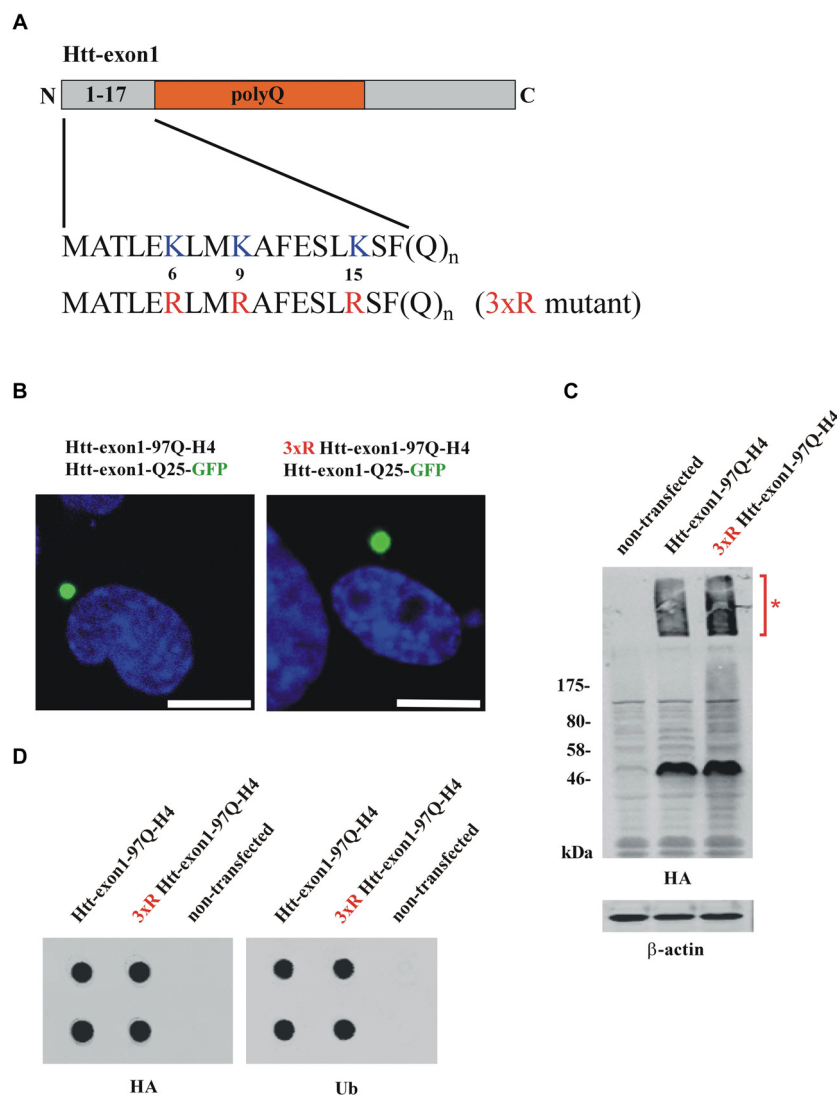 A
Htt-exon1
N 1-17 polyQ C
MATLEKLMKAFESLKSF(Q)n
6 9 15
MATLERLMRAFESLRSF(Q)n (3xR mutant)
B
Htt-exon1-97Q-H4
Htt-exon1-Q25-GFP
3xR Htt-exon1-97Q-H4
Htt-exon1-Q25-GFP
C
non-transfected
Htt-exon1-97Q-H4
3xR Htt-exon1-97Q-H4
*
175-
80-
58-
46-
kDa
HA
β-actin
D
Htt-exon1-97Q-H4
3xR Htt-exon1-97Q-H4
non-transfected
Htt-exon1-97Q-H4
3xR Htt-exon1-97Q-H4
non-transfected
HA
Ub